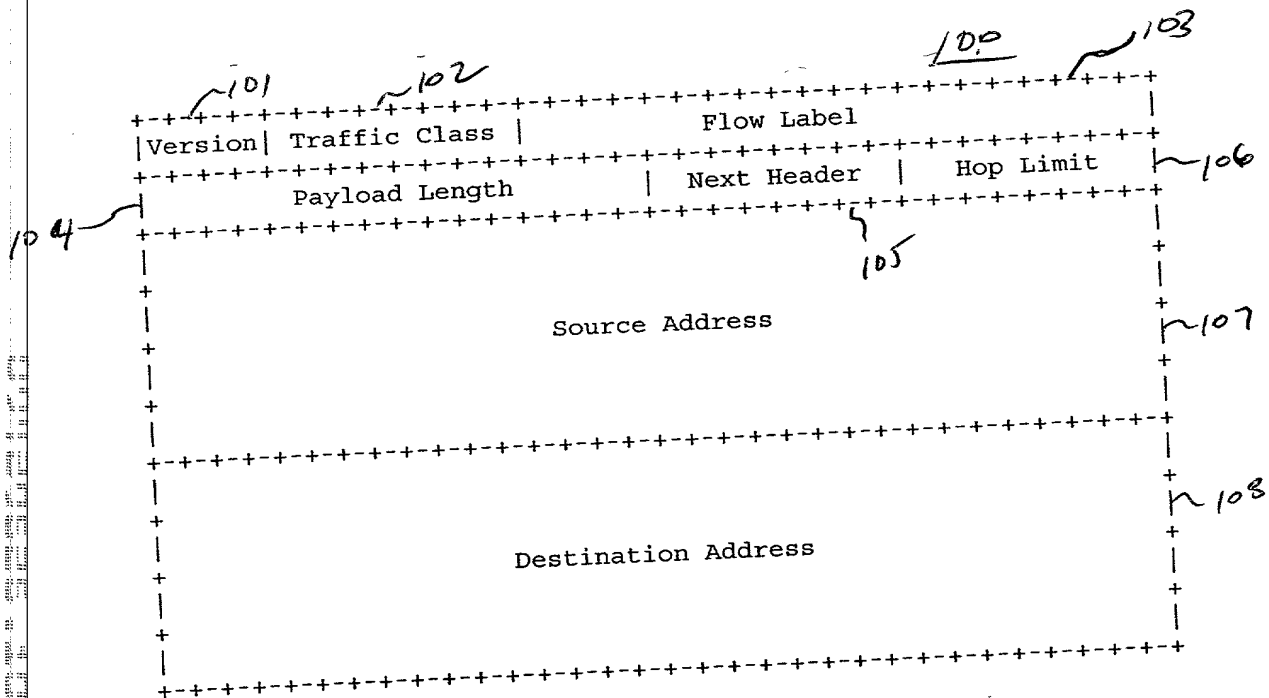 100 103
101 102
|Version| Traffic Class | Flow Label |
104 | Payload Length | Next Header | Hop Limit | 106
105
Source Address
107
108
Destination Address